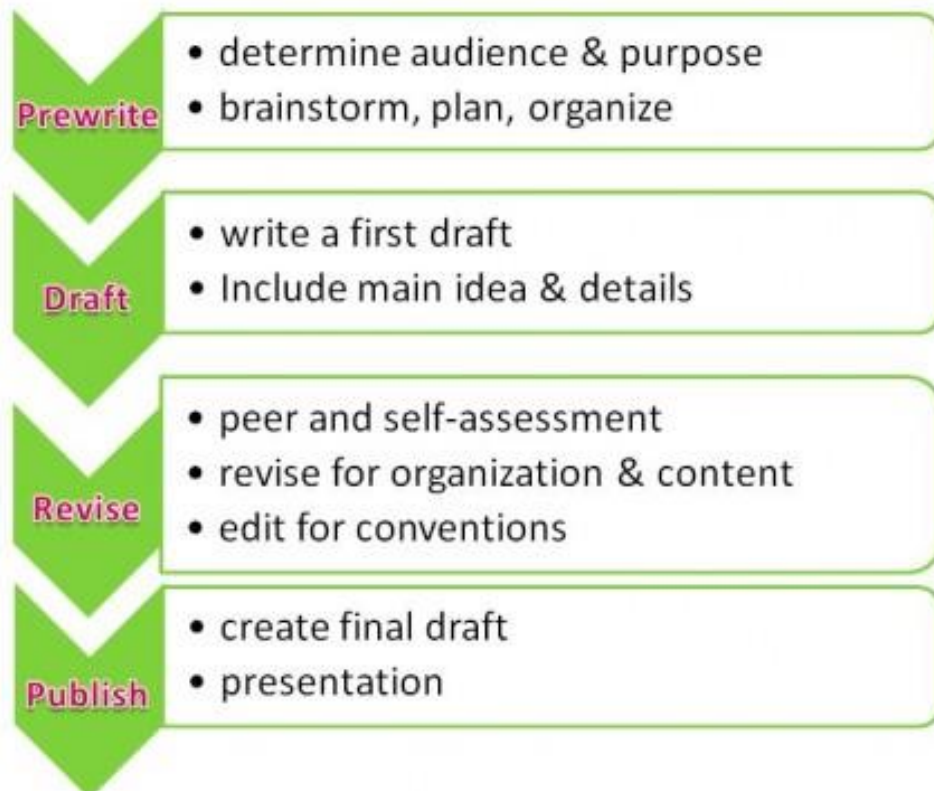 Prewrite
• determine audience & purpose
• brainstorm, plan, organize
Draft
• write a first draft
• Include main idea & details
Revise
• peer and self-assessment
• revise for organization & content
• edit for conventions
Publish
• create final draft
• presentation